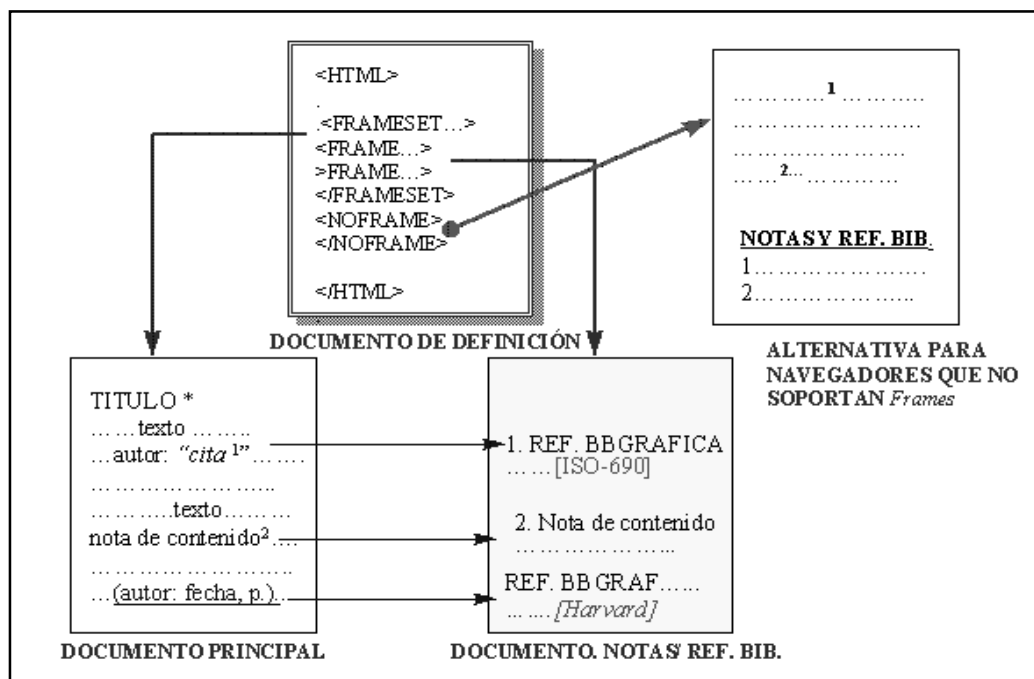 <HTML>
.
.<FRAMESET…>
<FRAME…>
>FRAME…>
</FRAMESET>
<NOFRAME>
</NOFRAME>
</HTML>
DOCUMENTO DE DEFINICIÓN
…………1 ………..
…………………….
………………….
……2… …………
NOTAS Y REF. BIB.
1………………….
2………………...
ALTERNATIVA PARA
NAVEGADORES QUE NO
SOPORTAN Frames
TITULO *
……texto ……..
…autor: “cita 1”…….
…………………..
………..texto………
nota de contenido2….
……………………..
…(autor: fecha, p.)…
DOCUMENTO PRINCIPAL
1. REF. BBGRAFICA
……[ISO-690]
2. Nota de contenido
………………...
REF. BBGRAF……
……. [Harvard]
DOCUMENTO. NOTAS/ REF. BIB.